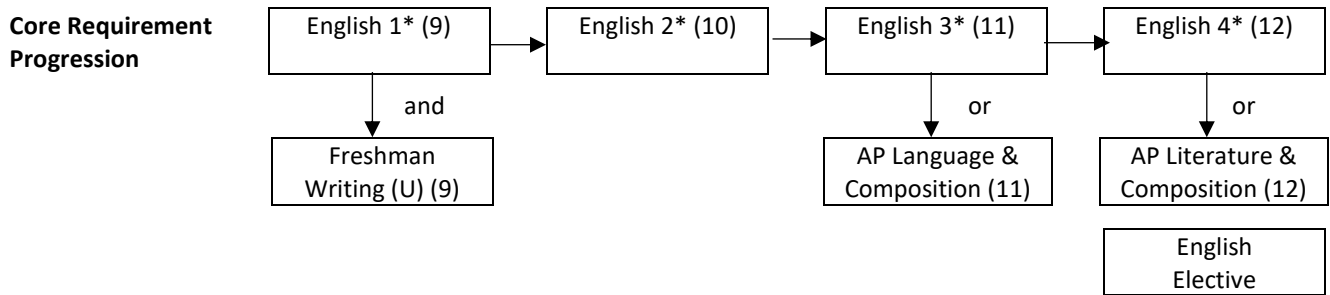 Core Requirement
Progression
English 1* (9)
English 2* (10)
English 3* (11)
English 4* (12)
and
or
or
Freshman
Writing (U) (9)
AP Language &
Composition (11)
AP Literature &
Composition (12)
English
Elective